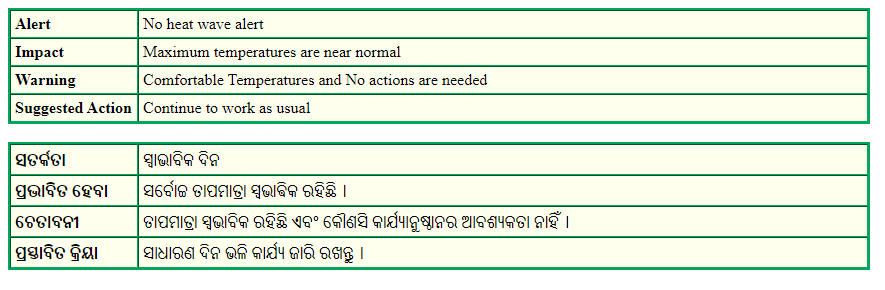 Alert No heat wave alert
Impact Maximum temperatures are near normal
Warning Comfortable Temperatures and No actions are needed
Suggested Action Continue to work as usual
ସତର୍କତା ସ୍ୱାଭାବିକ ଦିନ
ପ୍ରଭାବିତ ହେବା ସର୍ବୋଚ୍ଚ ତାପମାତ୍ରା ସ୍ୱଭାଵିକ ରହିଛି ।
ଚେତାବନୀ ତାପମାତ୍ରା ସ୍ୱଭାବିକ ରହିଛି ଏବଂ କୌଣସି କାର୍ଯ୍ୟାନୁଷ୍ଠାନର ଆବଶ୍ୟକତା ନାହିଁ ।
ପ୍ରସ୍ତାବିତ କ୍ରିୟା ସାଧାରଣ ଦିନ ଭଳି କାର୍ଯ୍ୟ ଜାରି ରଖନ୍ତୁ ।